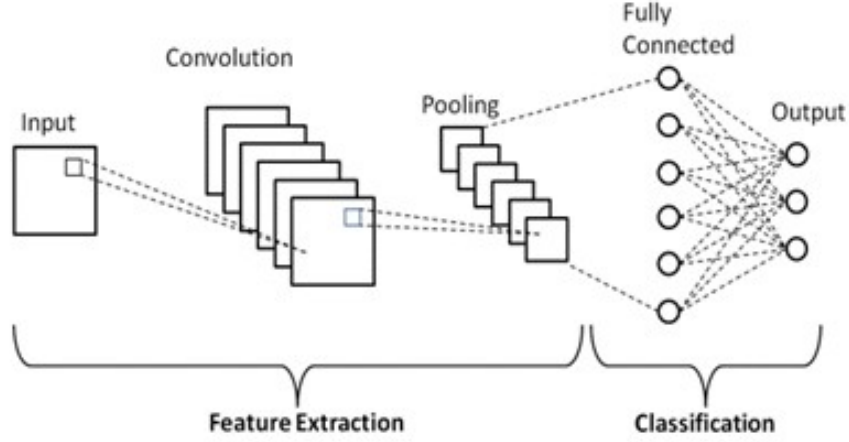 Input
Convolution
Pooling
Fully
Connected
Output
Feature Extraction
Classification